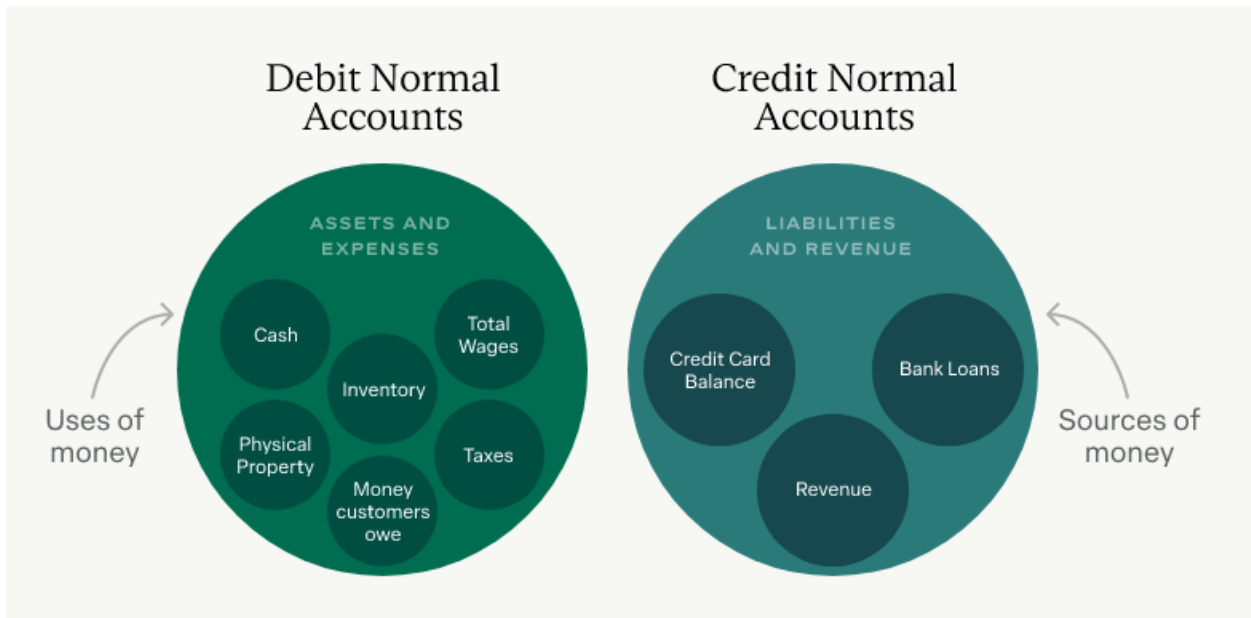 Debit Normal
Accounts
Credit Normal
Accounts
ASSETS AND
EXPENSES
Cash
Total
Wages
Inventory
Physical
Property
Taxes
Money
customers
owe
Uses of
money
LIABILITIES
AND REVENUE
Credit Card
Balance
Bank Loans
Revenue
Sources of
money